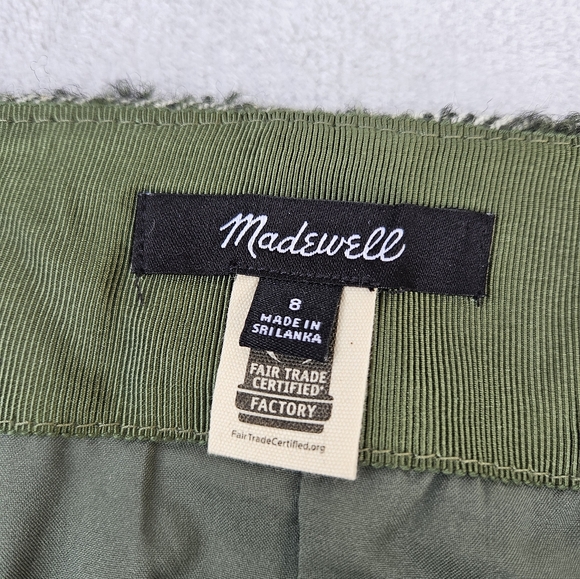 Madewell
8
MADE IN
SRI LANKA
FAIR TRADE
CERTIFIED
FACTORY
FairTradeCertified.org